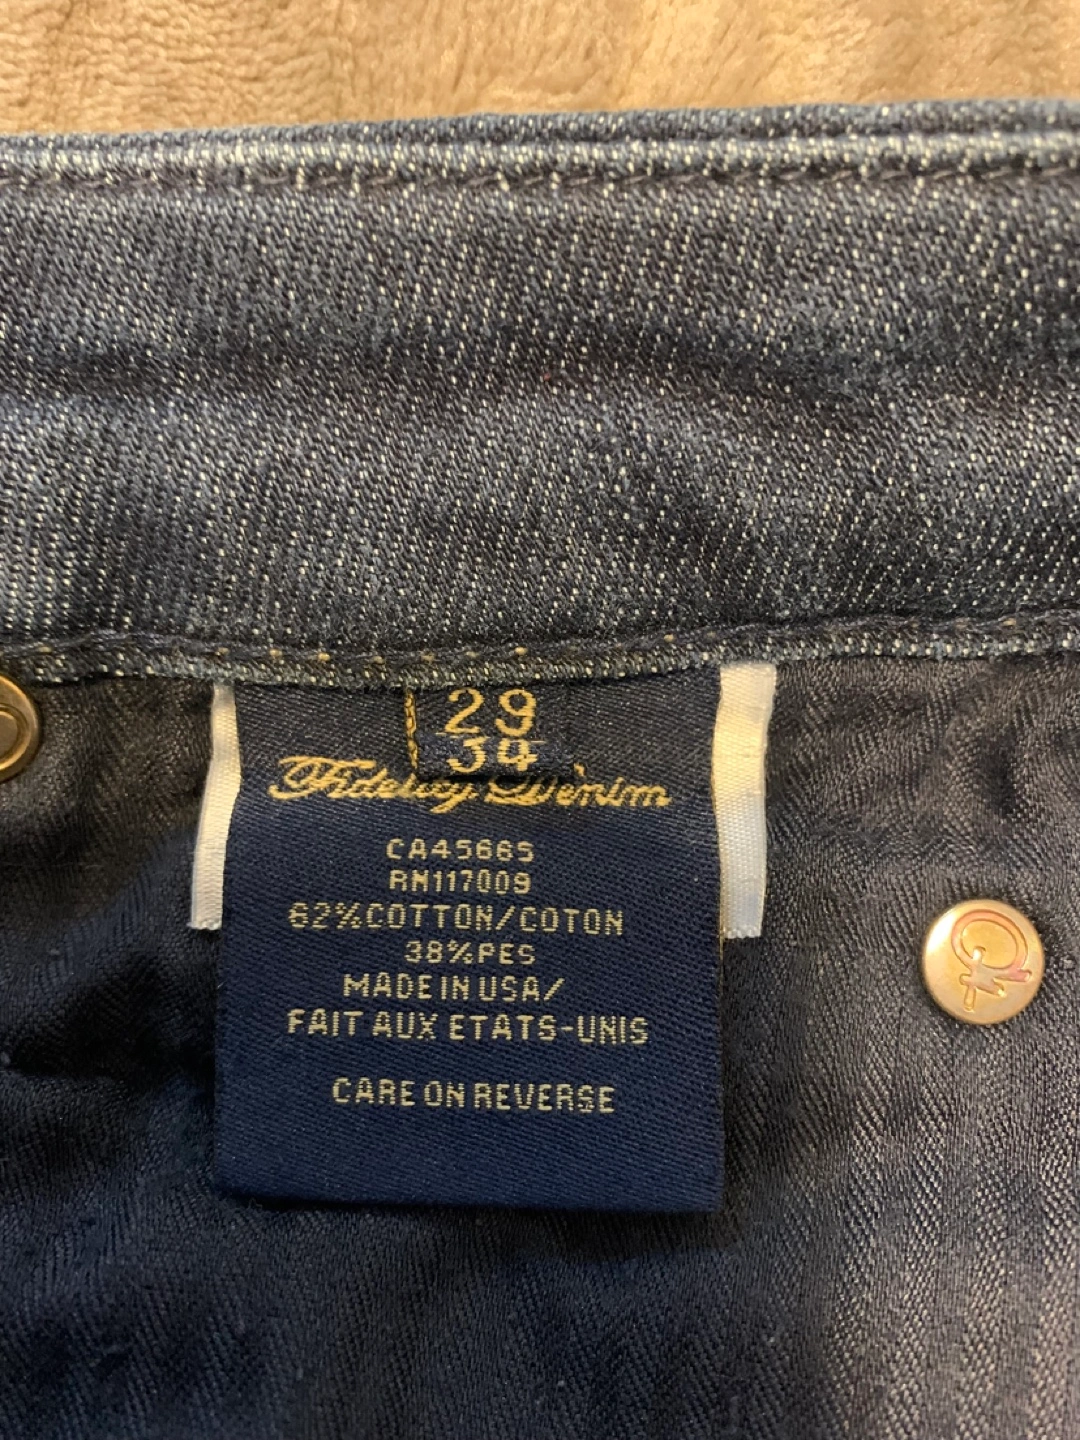 29
34
Fidelity Denim
CA45665
RN117009
62%COTTON/COTON
38%PES
MADE IN USA/
FAIT AUX ETATS-UNIS
CARE ON REVERSE